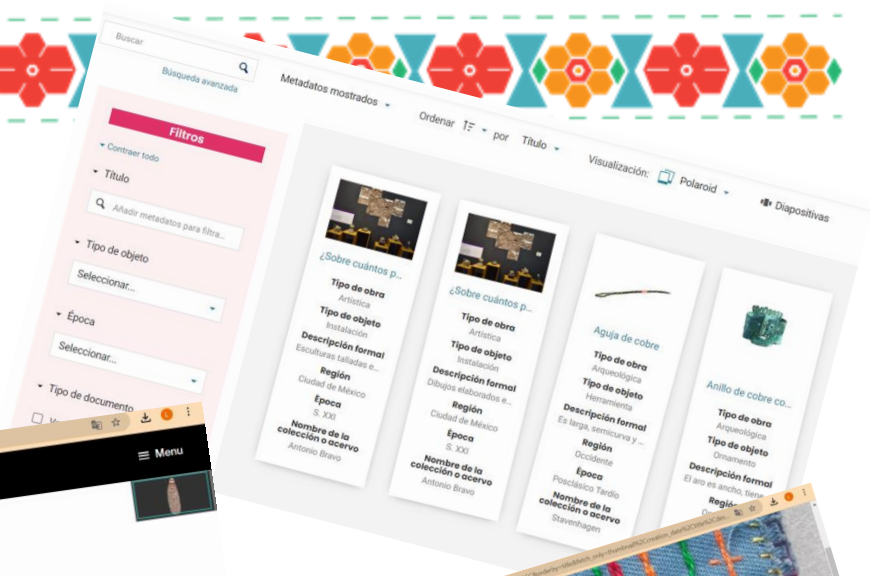 Buscar
Búsqueda avanzada
Metadatos mostrados
Ordenar
por
Título
Visualización:
Polaroid
Diapositivas
Filtros
Contraer todo
Título
Añadir metadatos para filtra...
Tipo de objeto
Seleccionar...
Época
Seleccionar...
Tipo de documento
¿Sobre cuántos p...
Tipo de obra
Artística
Tipo de objeto
Instalación
Descripción formal
Esculturas talladas e...
Región
Ciudad de México
Época
S. XXI
Nombre de la
colección o acervo
Antonio Bravo
¿Sobre cuántos p...
Tipo de obra
Artística
Tipo de objeto
Instalación
Descripción formal
Dibujos elaborados e...
Región
Ciudad de México
Época
S. XXI
Nombre de la
colección o acervo
Antonio Bravo
Aguja de cobre
Tipo de obra
Arqueológica
Tipo de objeto
Herramienta
Descripción formal
Es larga, semicurva y ...
Región
Occidente
Época
Posclásico Tardío
Nombre de la
colección o acervo
Stavenhagen
Anillo de cobre co...
Tipo de obra
Arqueológica
Tipo de objeto
Ornamento
Descripción formal
El aro es ancho, tiene
Región
L
Menu